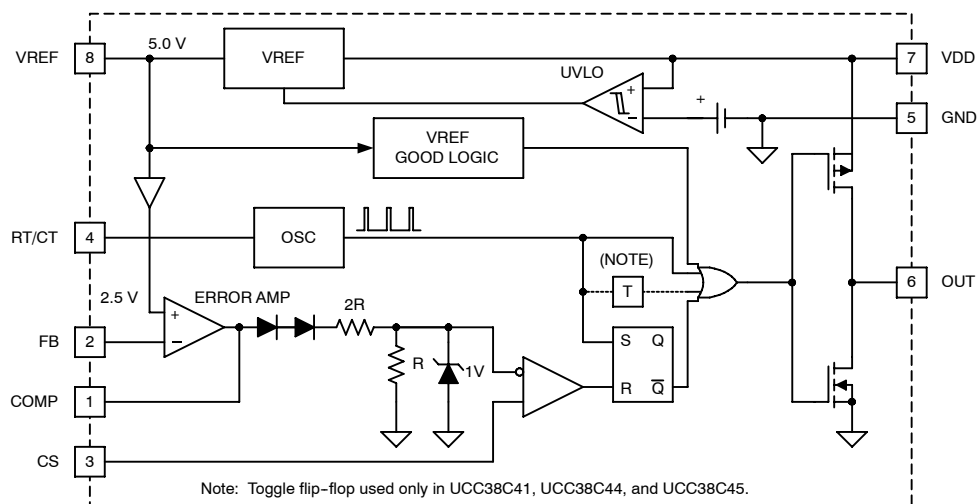 VREF 8 5.0 V VREF 7 VDD
UVLO
+
−
+
5 GND
VREF
GOOD LOGIC
RT/CT 4 OSC
(NOTE)
T
6 OUT
2.5 V
ERROR AMP
2R
+
−
FB 2
R
1V
S Q
R Q̅
COMP 1
CS 3
Note: Toggle flip−flop used only in UCC38C41, UCC38C44, and UCC38C45.